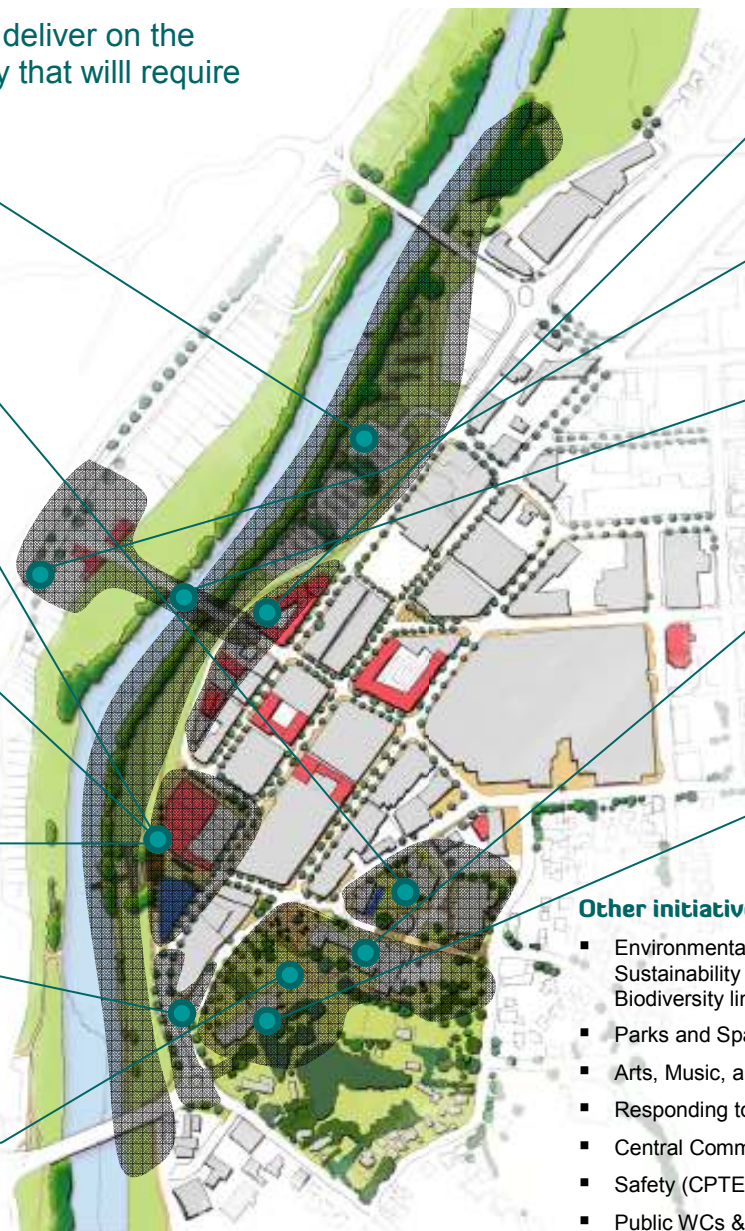 deliver on the
y that willl require
Other initiative
▪ Environmenta
Sustainability
Biodiversity lin
▪ Parks and Spa
▪ Arts, Music, a
▪ Responding to
▪ Central Comm
▪ Safety (CPTE
▪ Public WCs &